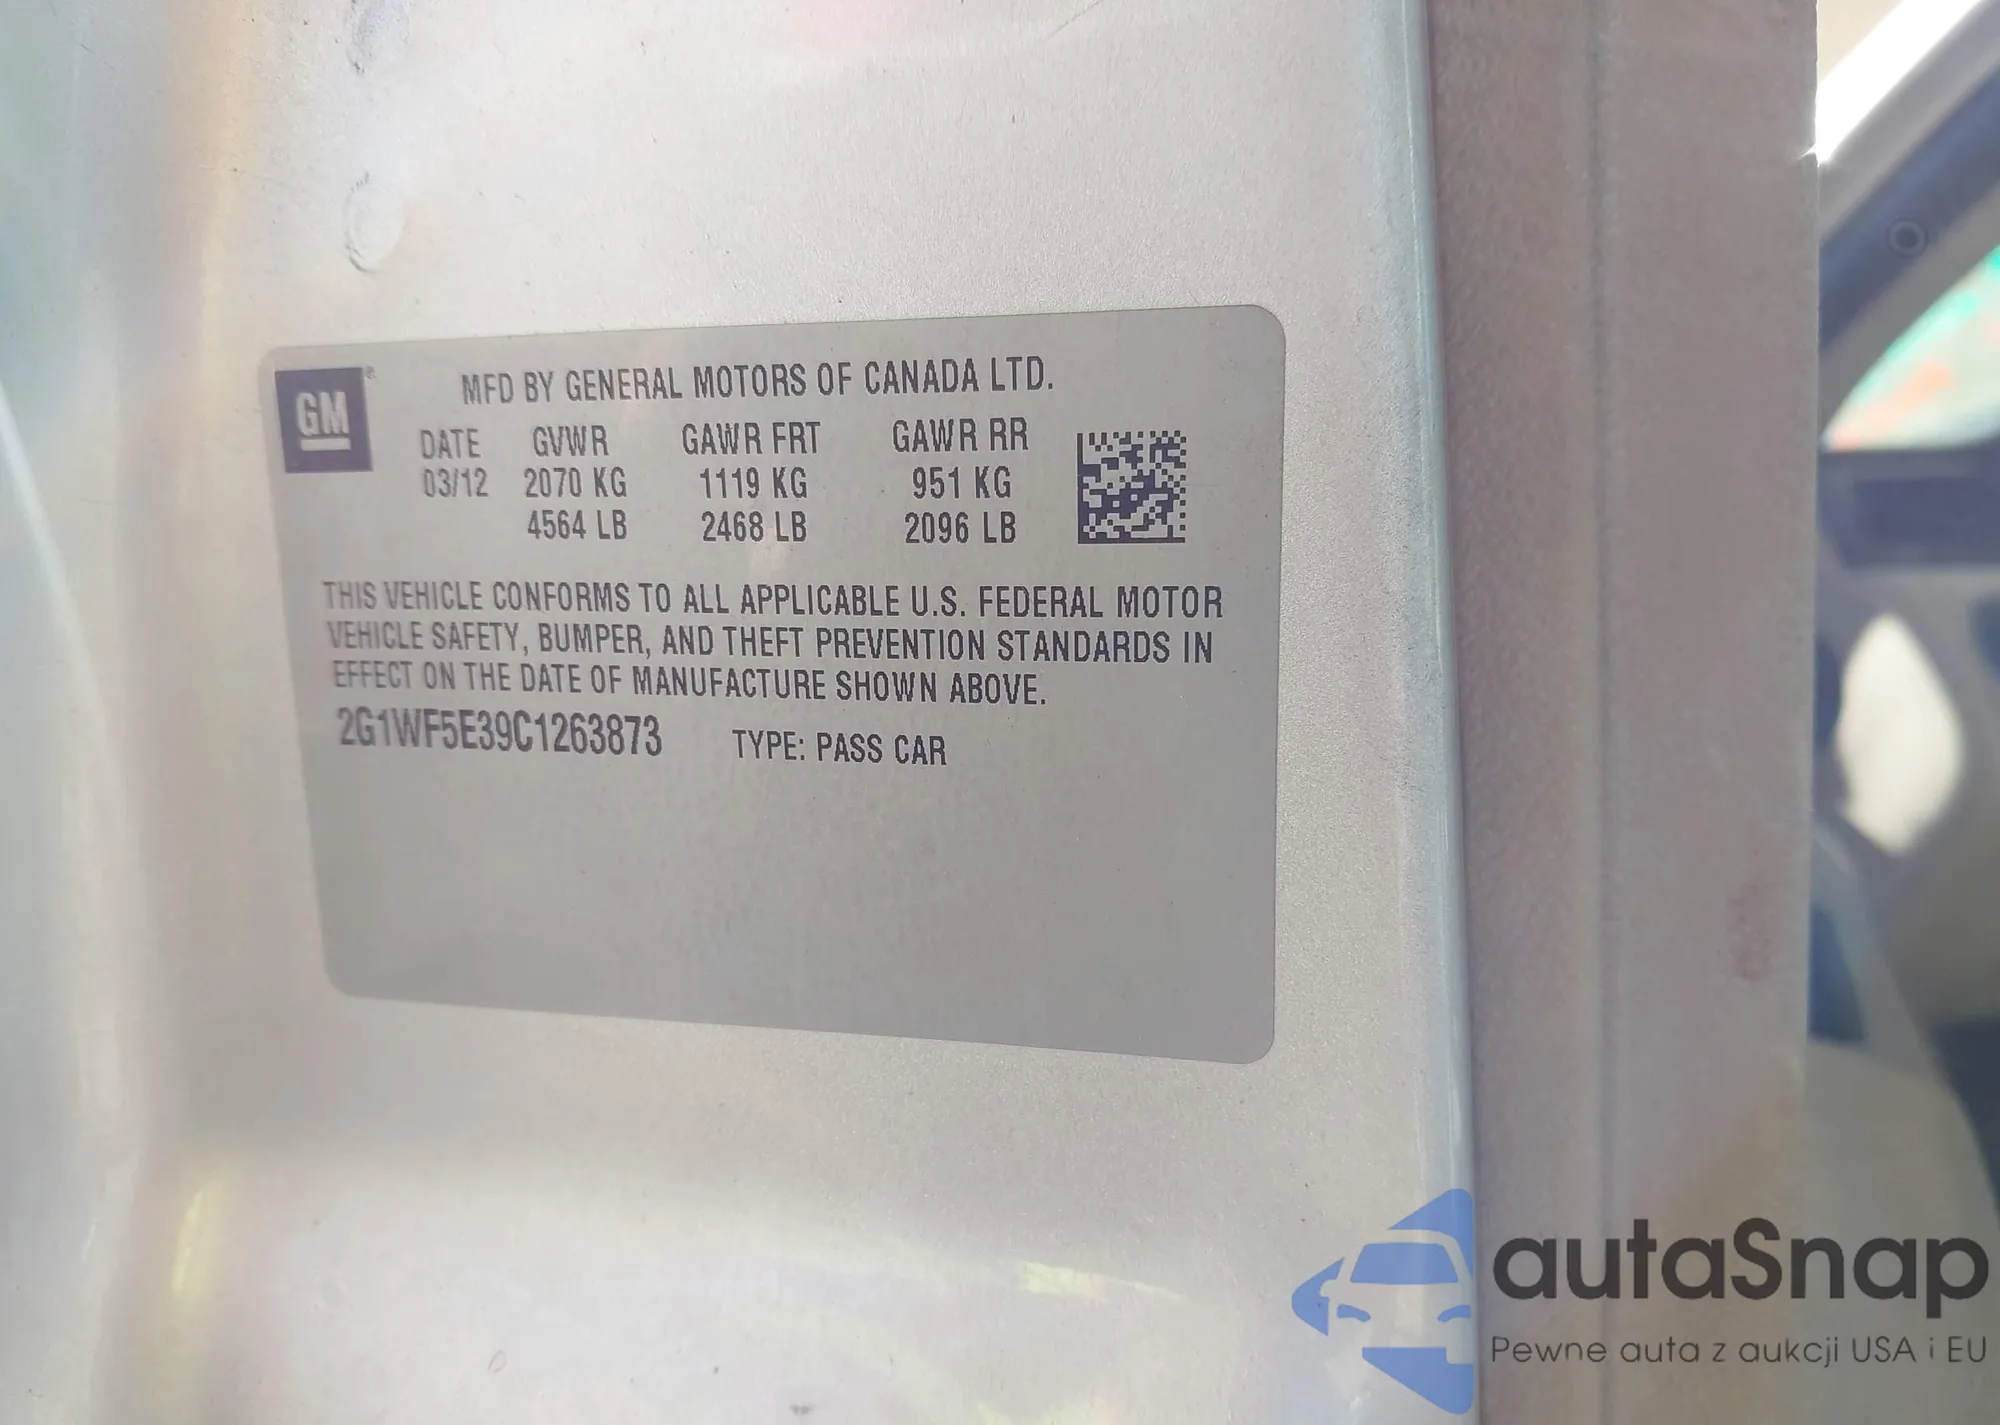 GM
MFD BY GENERAL MOTORS OF CANADA LTD.
DATE GVWR GAWR FRT GAWR RR
03/12 2070 KG 1119 KG 951 KG
4564 LB 2468 LB 2096 LB
THIS VEHICLE CONFORMS TO ALL APPLICABLE U.S. FEDERAL MOTOR
VEHICLE SAFETY, BUMPER, AND THEFT PREVENTION STANDARDS IN
EFFECT ON THE DATE OF MANUFACTURE SHOWN ABOVE.
2G1WF5E39C1263873 TYPE: PASS CAR
autaSnap
Pewne auta z aukcji USA i EU